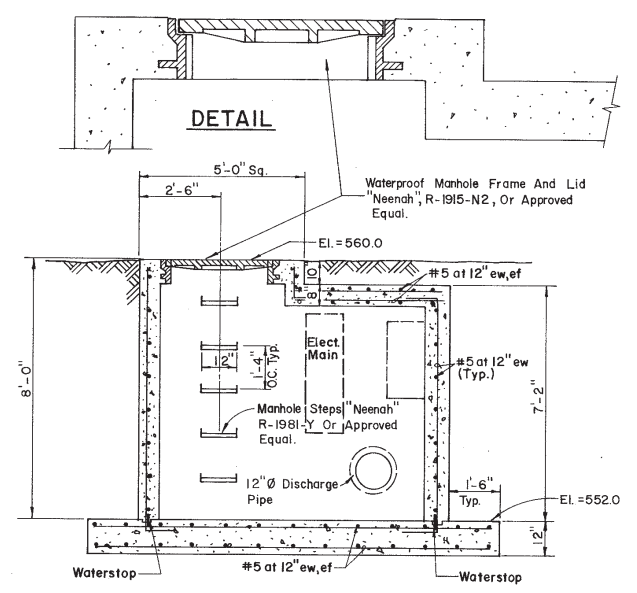 DETAIL
5'-0" Sq.
2'-6"
Waterproof Manhole Frame And Lid
"Neenah", R-1915-N2, Or Approved
Equal.
El. = 560.0
10"
8"
#5 at 12" ew,ef
8'-0"
12"
1'-4"
O.C. Typ.
Elect.
Main
#5 at 12" ew
(Typ.)
7'-2"
Manhole Steps "Neenah"
R-1981-Y Or Approved
Equal.
12"Ø Discharge
Pipe
1'-6"
Typ.
El. = 552.0
12"
#5 at 12" ew,ef
Waterstop
Waterstop